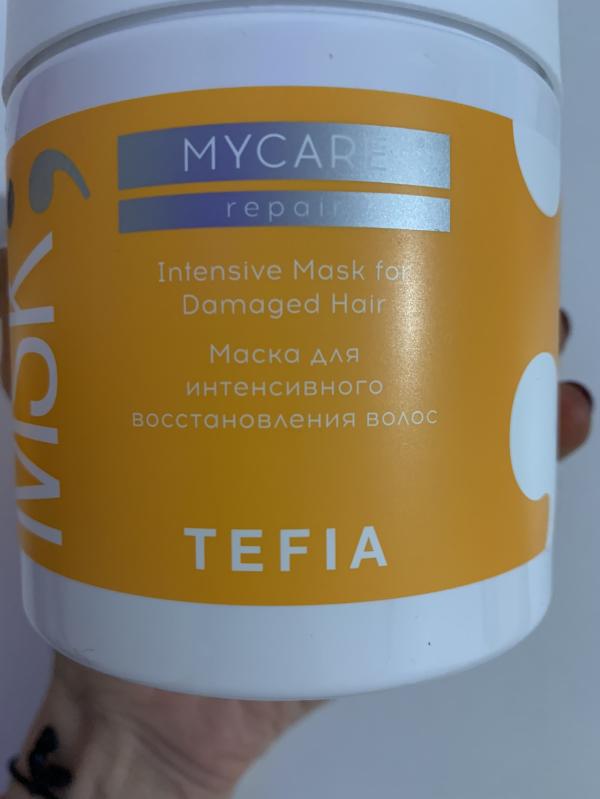 MYCARE
repair
Intensive Mask for
Damaged Hair
Маска для
интенсивного
восстановления волос
TEFIA